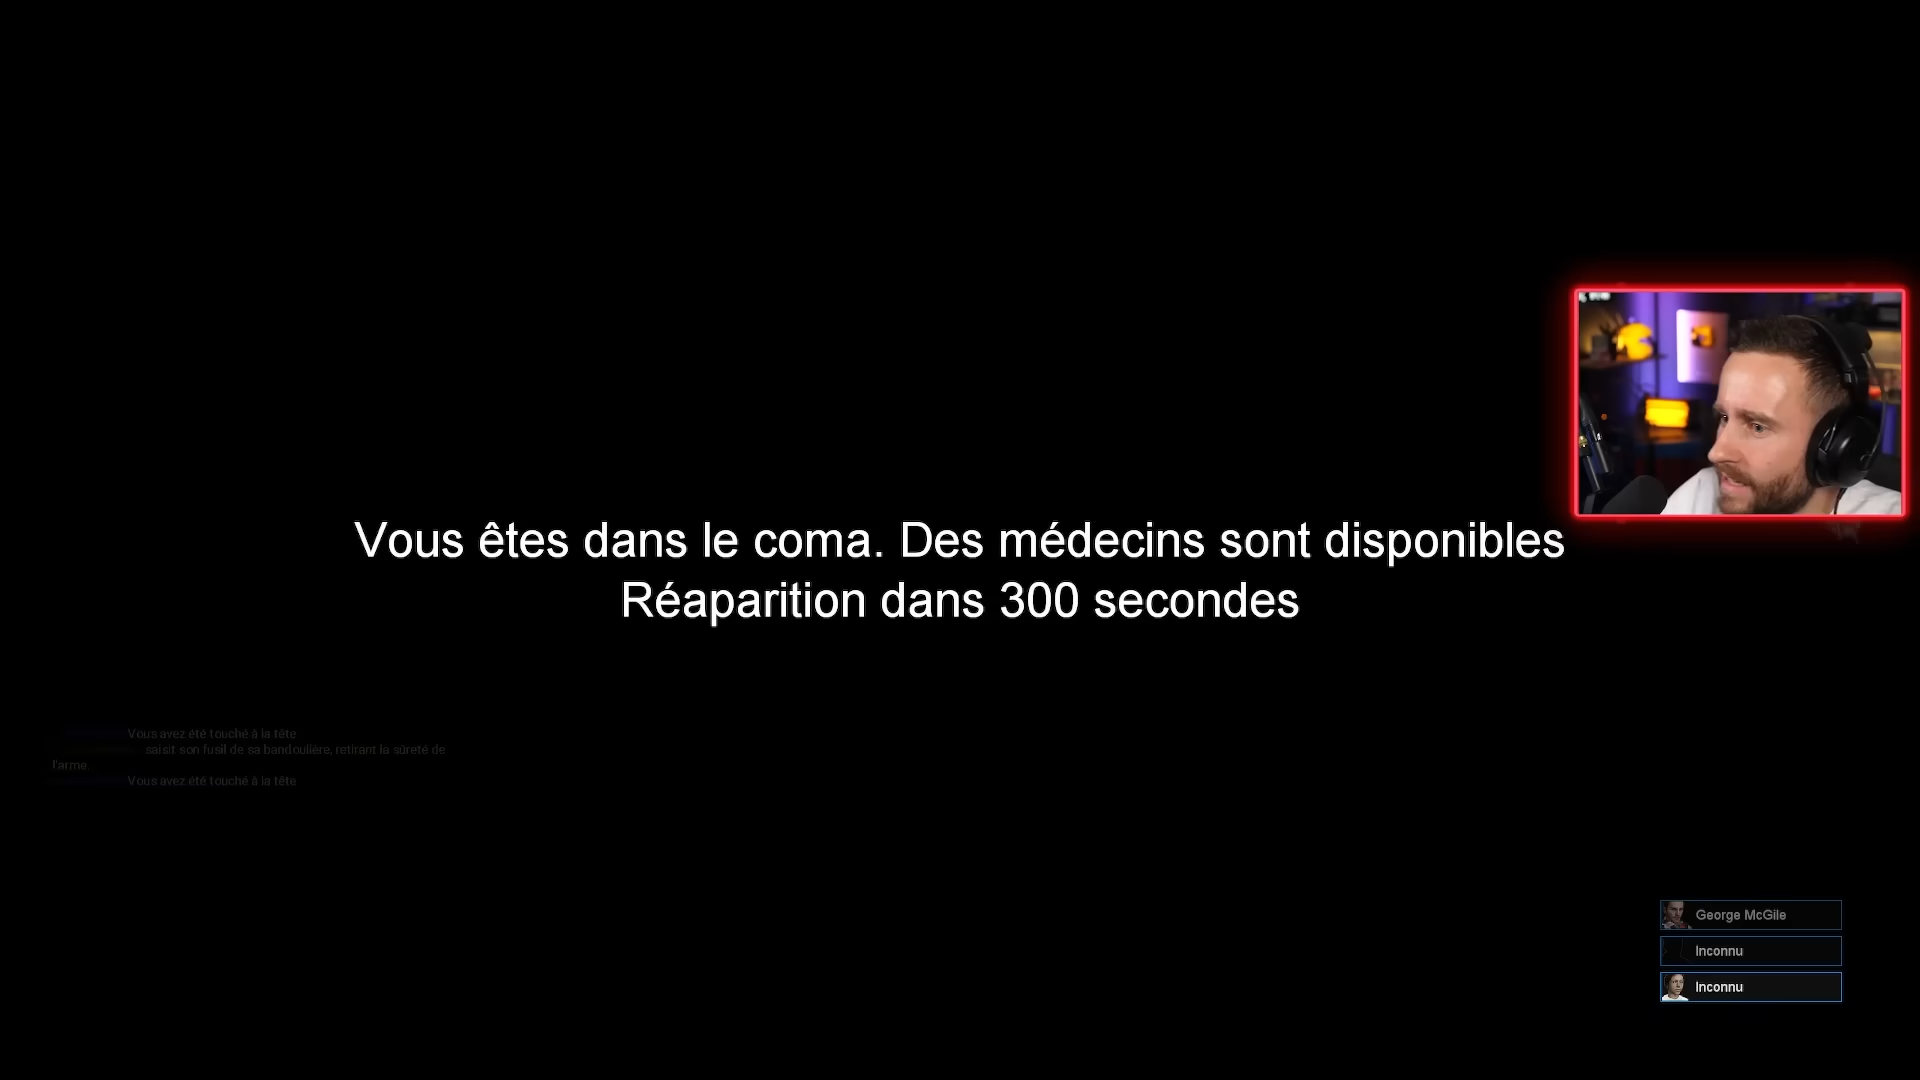 Vous êtes dans le coma. Des médecins sont disponibles
Réaparition dans 300 secondes
Vous avez été touché à la tête
saisit son fusil de sa bandoulière, retirant la sûreté de
l'arme.
Vous avez été touché à la tête
George McGile
Inconnu
Inconnu